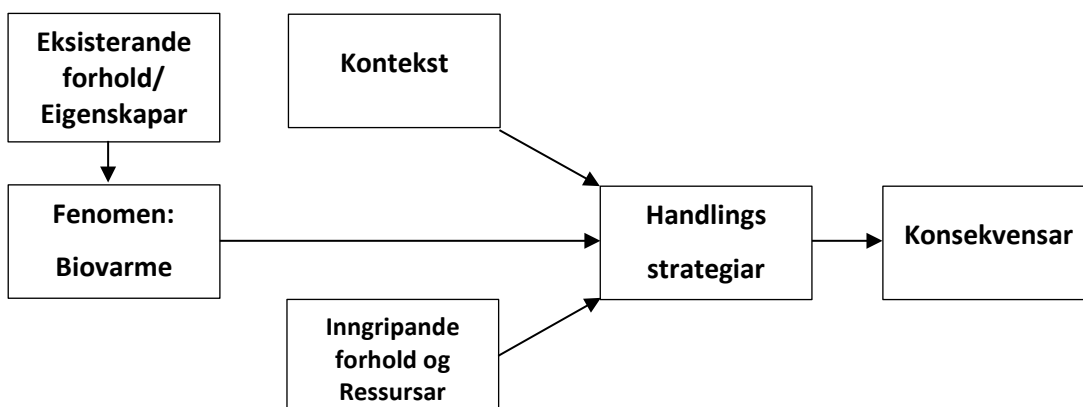 Eksisterande
forhold/
Eigenskapar
Kontekst
Fenomen:
Biovarme
Handlings
strategiar
Konsekvensar
Inngripande
forhold og
Ressursar